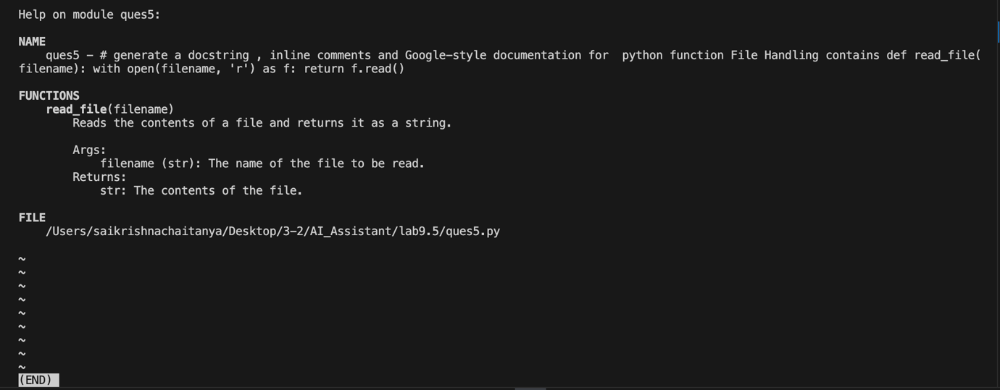 Help on module ques5:
NAME
ques5 - # generate a docstring , inline comments and Google-style documentation for  python function File Handling contains def read_file(
filename): with open(filename, 'r') as f: return f.read()
FUNCTIONS
read_file(filename)
Reads the contents of a file and returns it as a string.
Args:
filename (str): The name of the file to be read.
Returns:
str: The contents of the file.
FILE
/Users/saikrishnachaitanya/Desktop/3-2/AI_Assistant/lab9.5/ques5.py
~
~
~
~
~
~
~
~
~
(END)